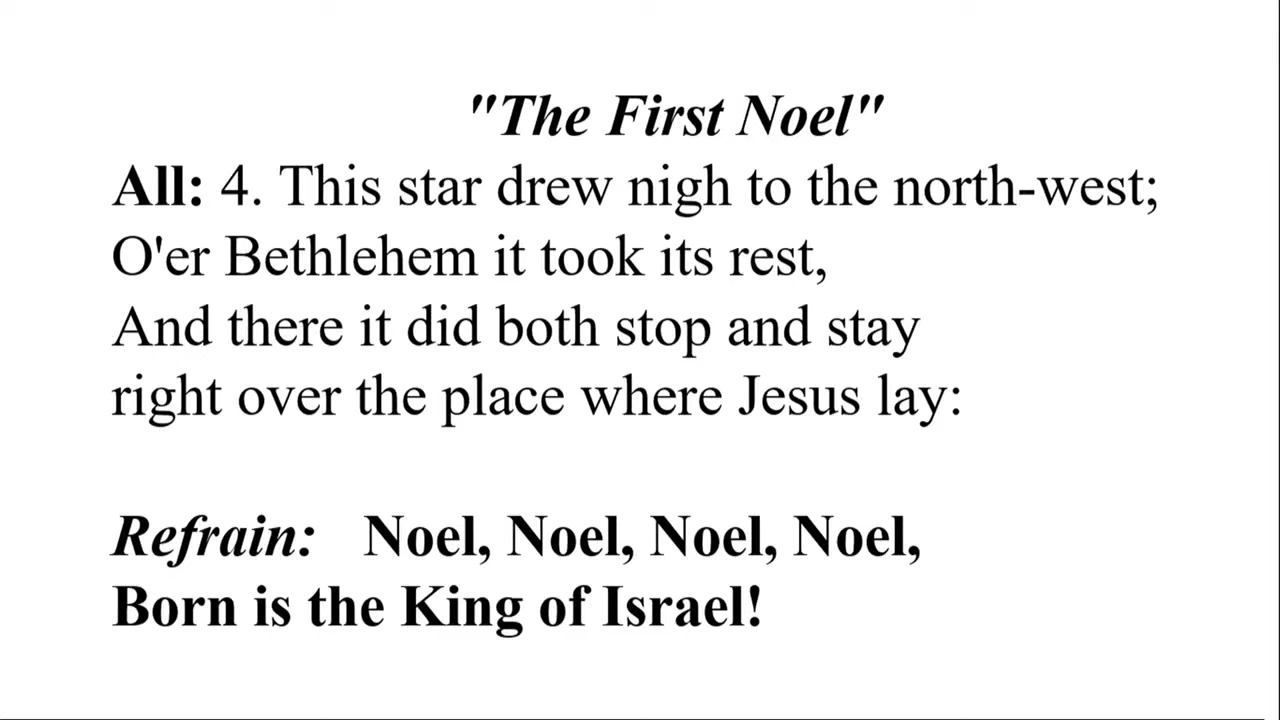 "The First Noel"
All: 4. This star drew nigh to the north-west;
O'er Bethlehem it took its rest,
And there it did both stop and stay
right over the place where Jesus lay:
Refrain: Noel, Noel, Noel, Noel,
Born is the King of Israel!